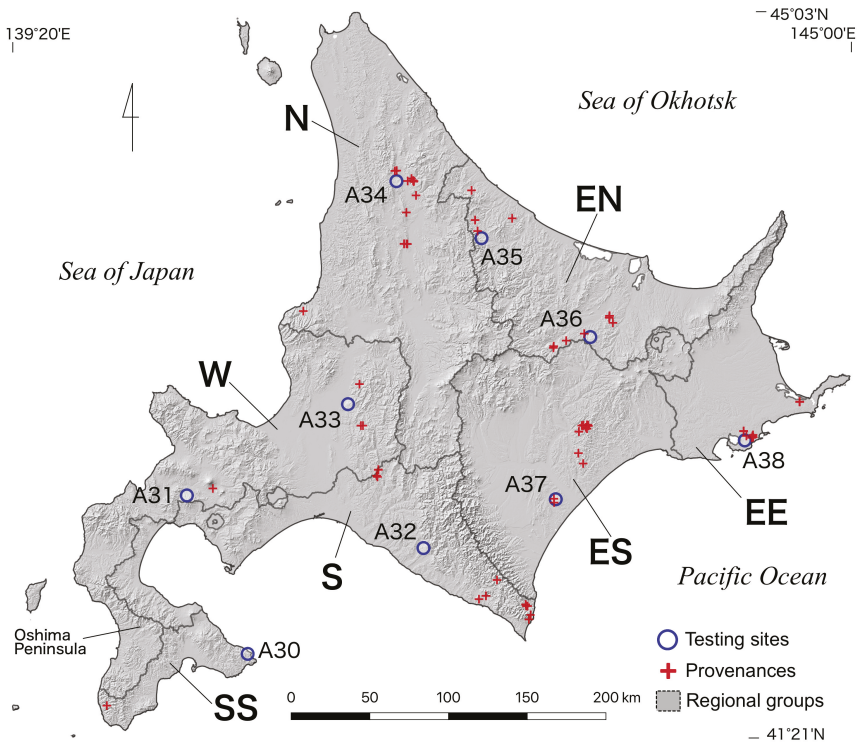 45°03'N
139°20'E
145°00'E
Sea of Okhotsk
N
A34
EN
A35
Sea of Japan
A36
W
A33
A38
A37
A31
EE
A32
ES
S
Pacific Ocean
Oshima
Peninsula
A30
Testing sites
Provenances
SS
0 50 100 150 200 km
Regional groups
41°21'N